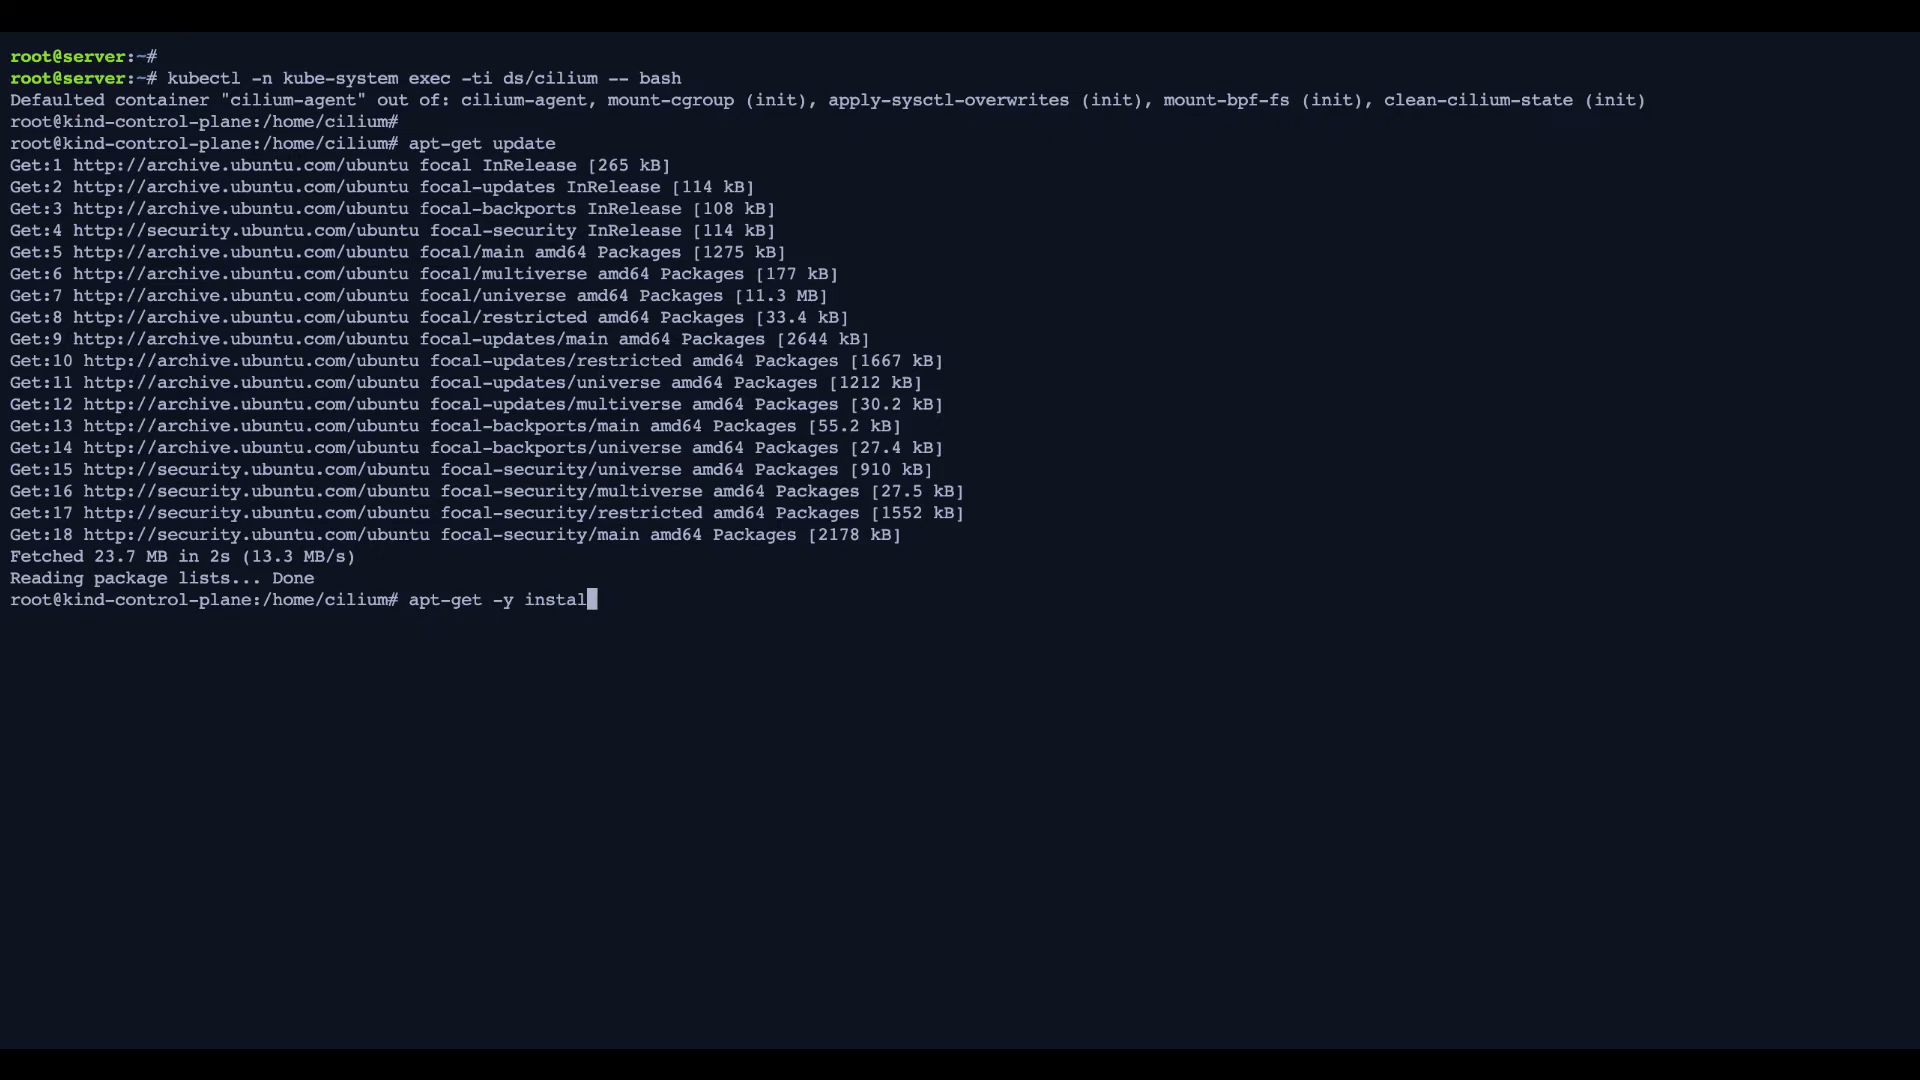 root@server:~#
root@server:~# kubectl -n kube-system exec -ti ds/cilium -- bash
Defaulted container "cilium-agent" out of: cilium-agent, mount-cgroup (init), apply-sysctl-overwrites (init), mount-bpf-fs (init), clean-cilium-state (init)
root@kind-control-plane:/home/cilium#
root@kind-control-plane:/home/cilium# apt-get update
Get:1 http://archive.ubuntu.com/ubuntu focal InRelease [265 kB]
Get:2 http://archive.ubuntu.com/ubuntu focal-updates InRelease [114 kB]
Get:3 http://archive.ubuntu.com/ubuntu focal-backports InRelease [108 kB]
Get:4 http://security.ubuntu.com/ubuntu focal-security InRelease [114 kB]
Get:5 http://archive.ubuntu.com/ubuntu focal/main amd64 Packages [1275 kB]
Get:6 http://archive.ubuntu.com/ubuntu focal/multiverse amd64 Packages [177 kB]
Get:7 http://archive.ubuntu.com/ubuntu focal/universe amd64 Packages [11.3 MB]
Get:8 http://archive.ubuntu.com/ubuntu focal/restricted amd64 Packages [33.4 kB]
Get:9 http://archive.ubuntu.com/ubuntu focal-updates/main amd64 Packages [2644 kB]
Get:10 http://archive.ubuntu.com/ubuntu focal-updates/restricted amd64 Packages [1667 kB]
Get:11 http://archive.ubuntu.com/ubuntu focal-updates/universe amd64 Packages [1212 kB]
Get:12 http://archive.ubuntu.com/ubuntu focal-updates/multiverse amd64 Packages [30.2 kB]
Get:13 http://archive.ubuntu.com/ubuntu focal-backports/main amd64 Packages [55.2 kB]
Get:14 http://archive.ubuntu.com/ubuntu focal-backports/universe amd64 Packages [27.4 kB]
Get:15 http://security.ubuntu.com/ubuntu focal-security/universe amd64 Packages [910 kB]
Get:16 http://security.ubuntu.com/ubuntu focal-security/multiverse amd64 Packages [27.5 kB]
Get:17 http://security.ubuntu.com/ubuntu focal-security/restricted amd64 Packages [1552 kB]
Get:18 http://security.ubuntu.com/ubuntu focal-security/main amd64 Packages [2178 kB]
Fetched 23.7 MB in 2s (13.3 MB/s)
Reading package lists... Done
root@kind-control-plane:/home/cilium# apt-get -y instal